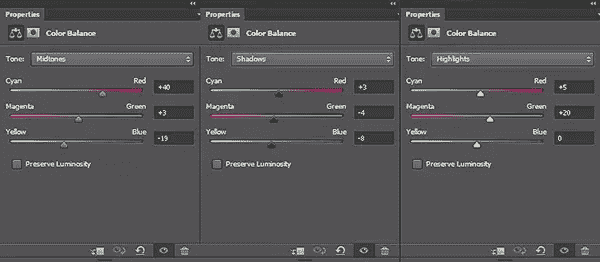 Properties
Color Balance
Tone: Midtones
Cyan Red +40
Magenta Green +3
Yellow Blue -19
Preserve Luminosity
Properties
Color Balance
Tone: Shadows
Cyan Red +3
Magenta Green -4
Yellow Blue -8
Preserve Luminosity
Properties
Color Balance
Tone: Highlights
Cyan Red +5
Magenta Green +20
Yellow Blue 0
Preserve Luminosity